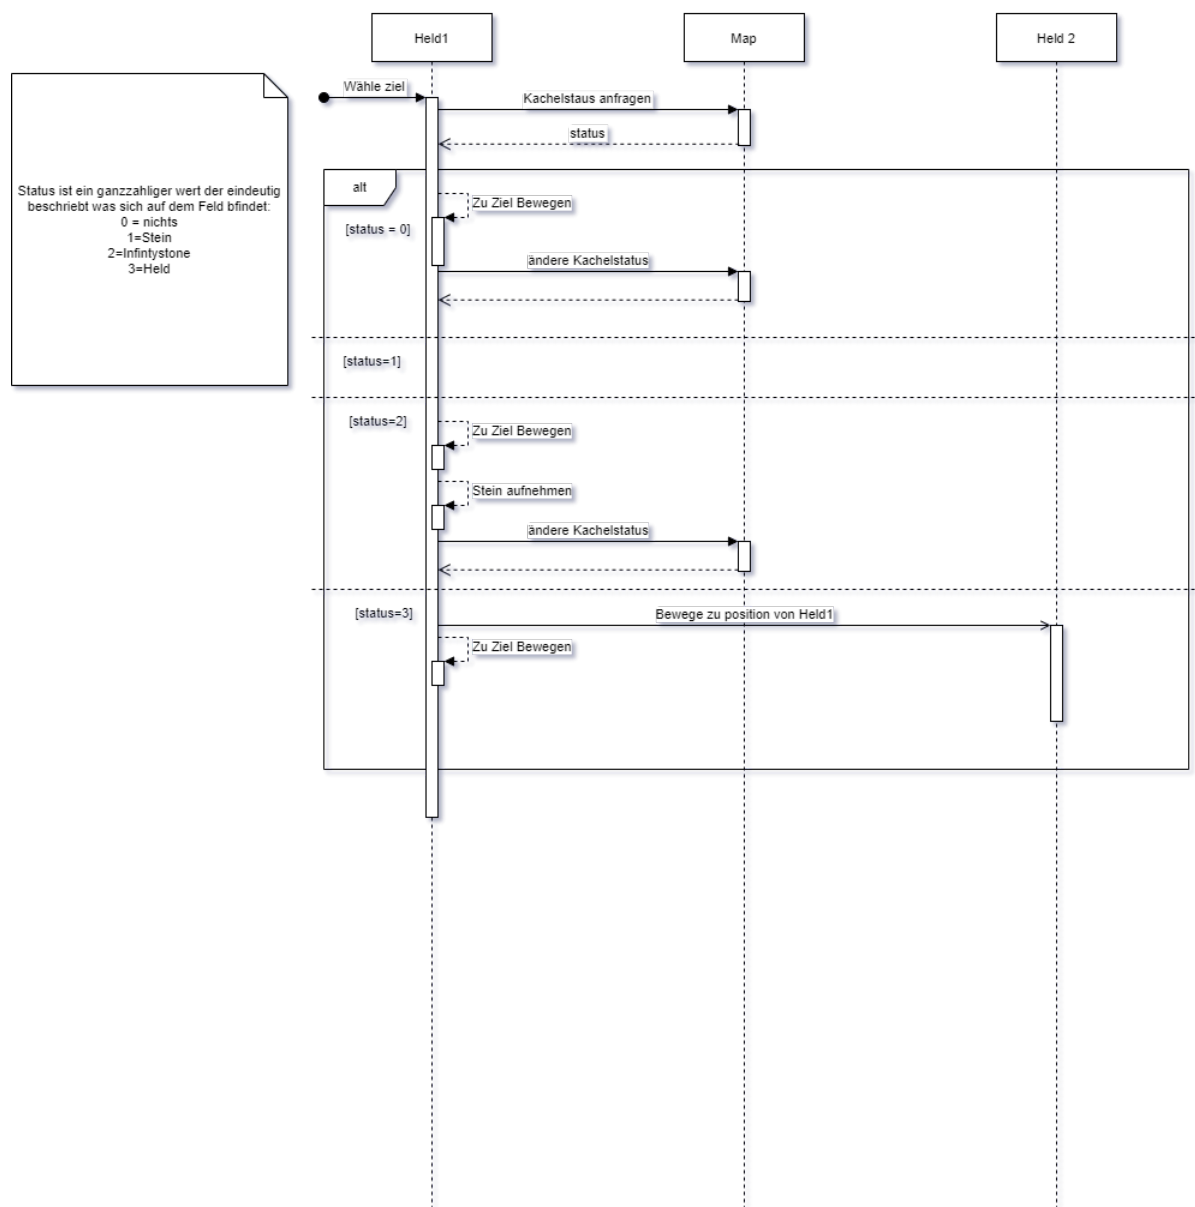 Held1
Map
Held 2
Wähle ziel
Kachelstaus anfragen
status
Status ist ein ganzzahliger wert der eindeutig
beschriebt was sich auf dem Feld bfindet:
0 = nichts
1=Stein
2=Infintystone
3=Held
alt
Zu Ziel Bewegen
[status = 0]
ändere Kachelstatus
[status=1]
[status=2]
Zu Ziel Bewegen
Stein aufnehmen
ändere Kachelstatus
[status=3]
Bewege zu position von Held1
Zu Ziel Bewegen